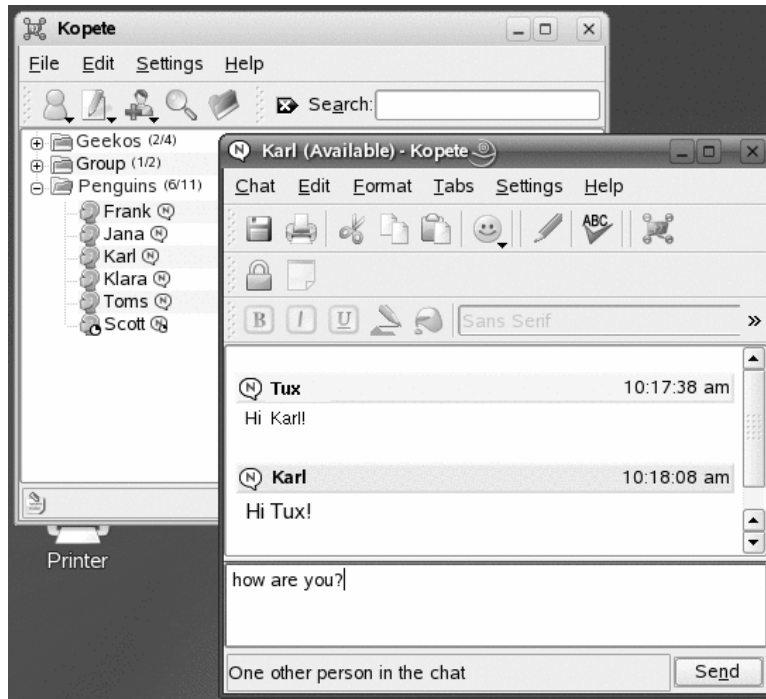 Kopete
File Edit Settings Help
Search:
Geekos (2/4)
Group (1/2)
Penguins (6/11)
Frank N
Jana N
Karl N
Klara N
Toms N
Scott N
Printer
N Karl (Available) - Kopete
Chat Edit Format Tabs Settings Help
ABC
B I U Sans Serif »
N Tux 10:17:38 am
Hi Karl!
N Karl 10:18:08 am
Hi Tux!
how are you?
One other person in the chat Send